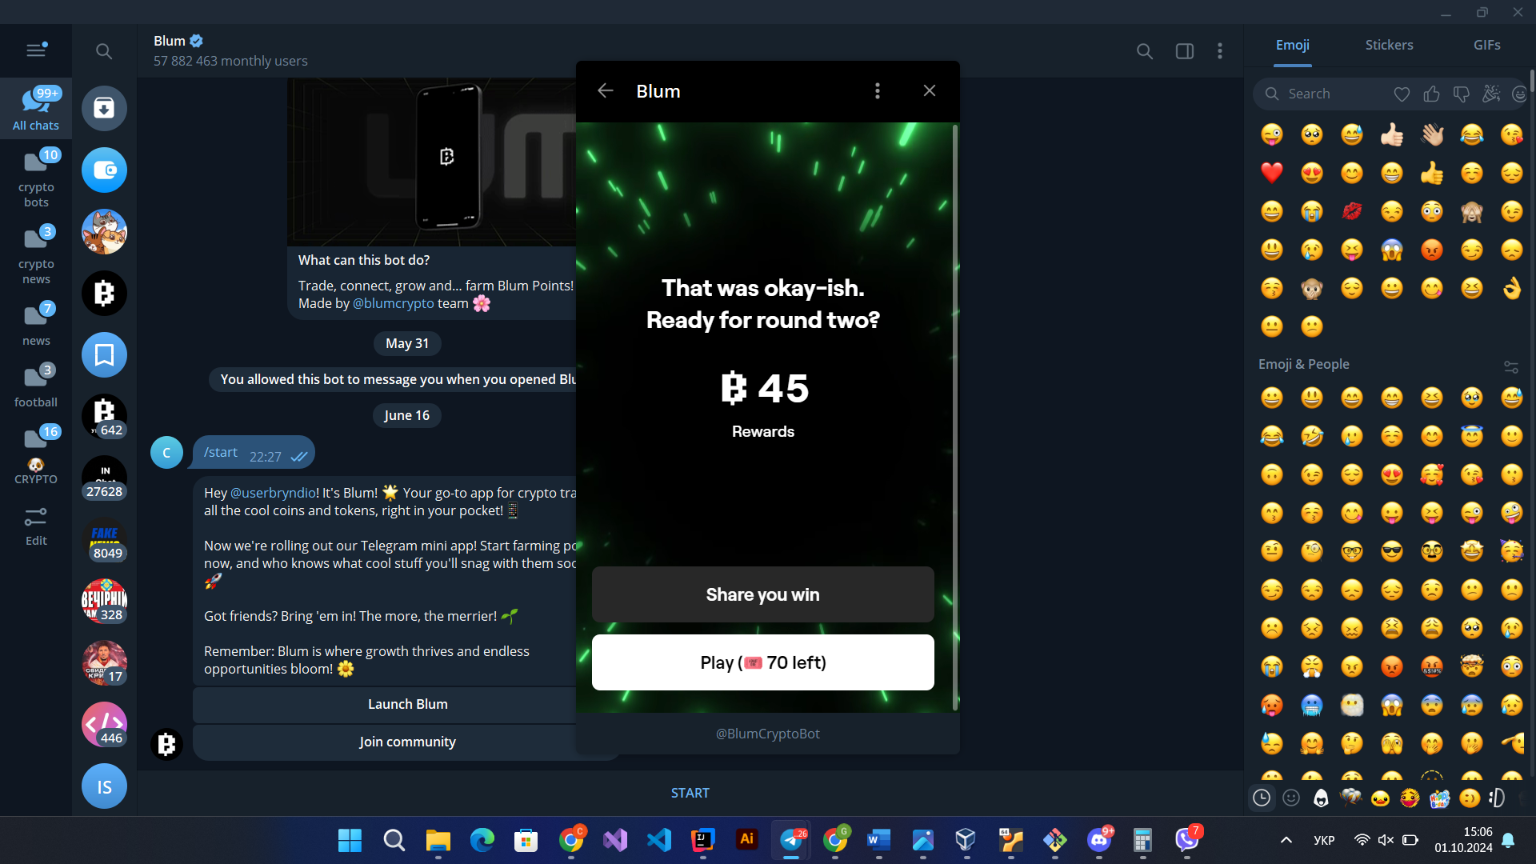 Blum
57 882 463 monthly users
99+
All chats
10
crypto
bots
3
crypto
news
7
news
3
football
16
CRYPTO
Edit
642
IN
27628
FAKE
8049
ВЕЧІРНІЙ
328
17
446
IS
What can this bot do?
Trade, connect, grow and... farm Blum Points!
Made by @blumcrypto team 🌸
May 31
You allowed this bot to message you when you opened Blu
June 16
C
/start 22:27
Hey @userbryndio! It's Blum! 🌟 Your go-to app for crypto tra
all the cool coins and tokens, right in your pocket! 📱
Now we're rolling out our Telegram mini app! Start farming po
now, and who knows what cool stuff you'll snag with them soo
🚀
Got friends? Bring 'em in! The more, the merrier! 🌱
Remember: Blum is where growth thrives and endless
opportunities bloom! 🌼
Launch Blum
Join community
START
Blum
That was okay-ish.
Ready for round two?
45
Rewards
Share you win
Play (🎟 70 left)
@BlumCryptoBot
Emoji Stickers GIFs
Search
Emoji & People
Ai
26
9+
7
УКР
15:06
01.10.2024